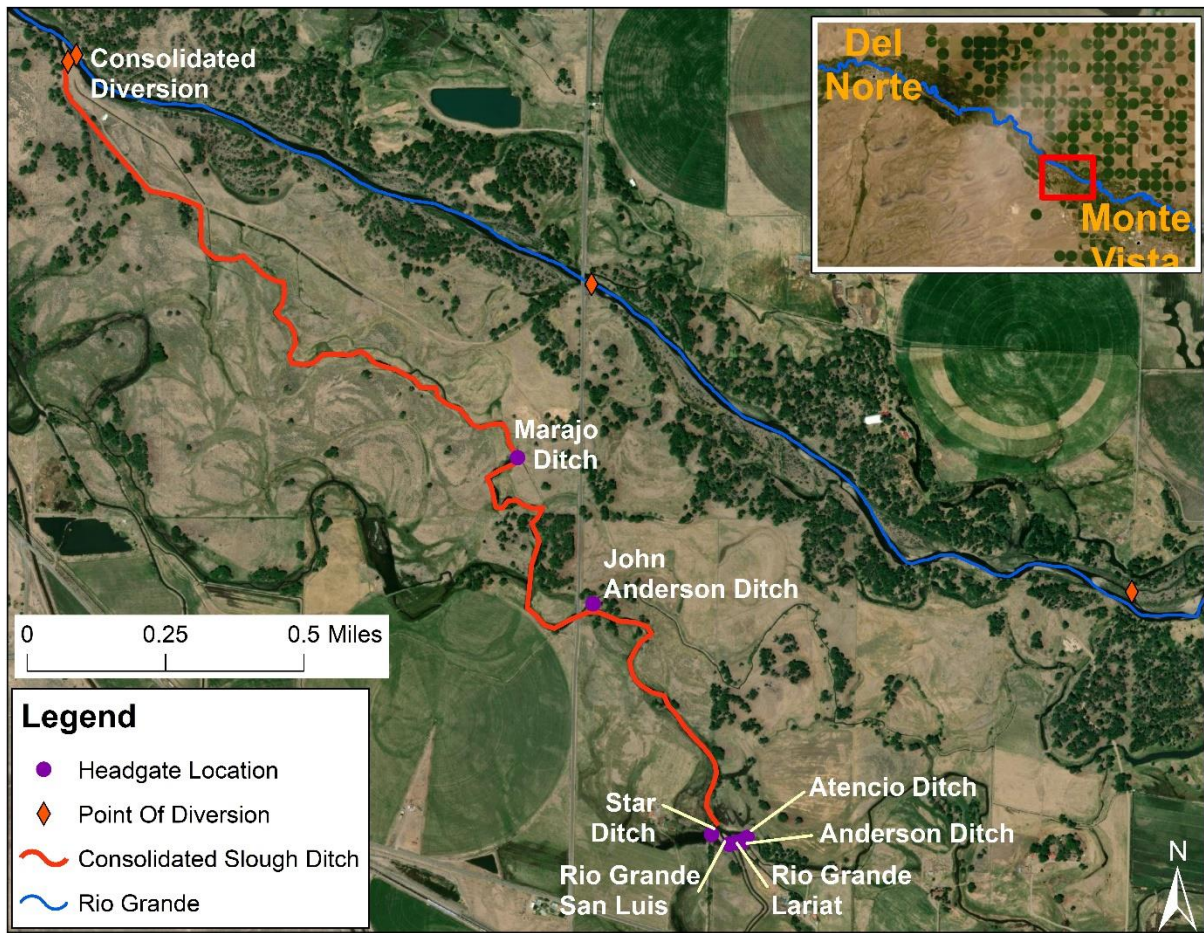 Consolidated
Diversion
Del
Norte
Monte
Vista
Marajo
Ditch
John
Anderson Ditch
0 0.25 0.5 Miles
Legend
Headgate Location
Point Of Diversion
Consolidated Slough Ditch
Rio Grande
Atencio Ditch
Star
Ditch
Anderson Ditch
Rio Grande
San Luis
Rio Grande
Lariat
N